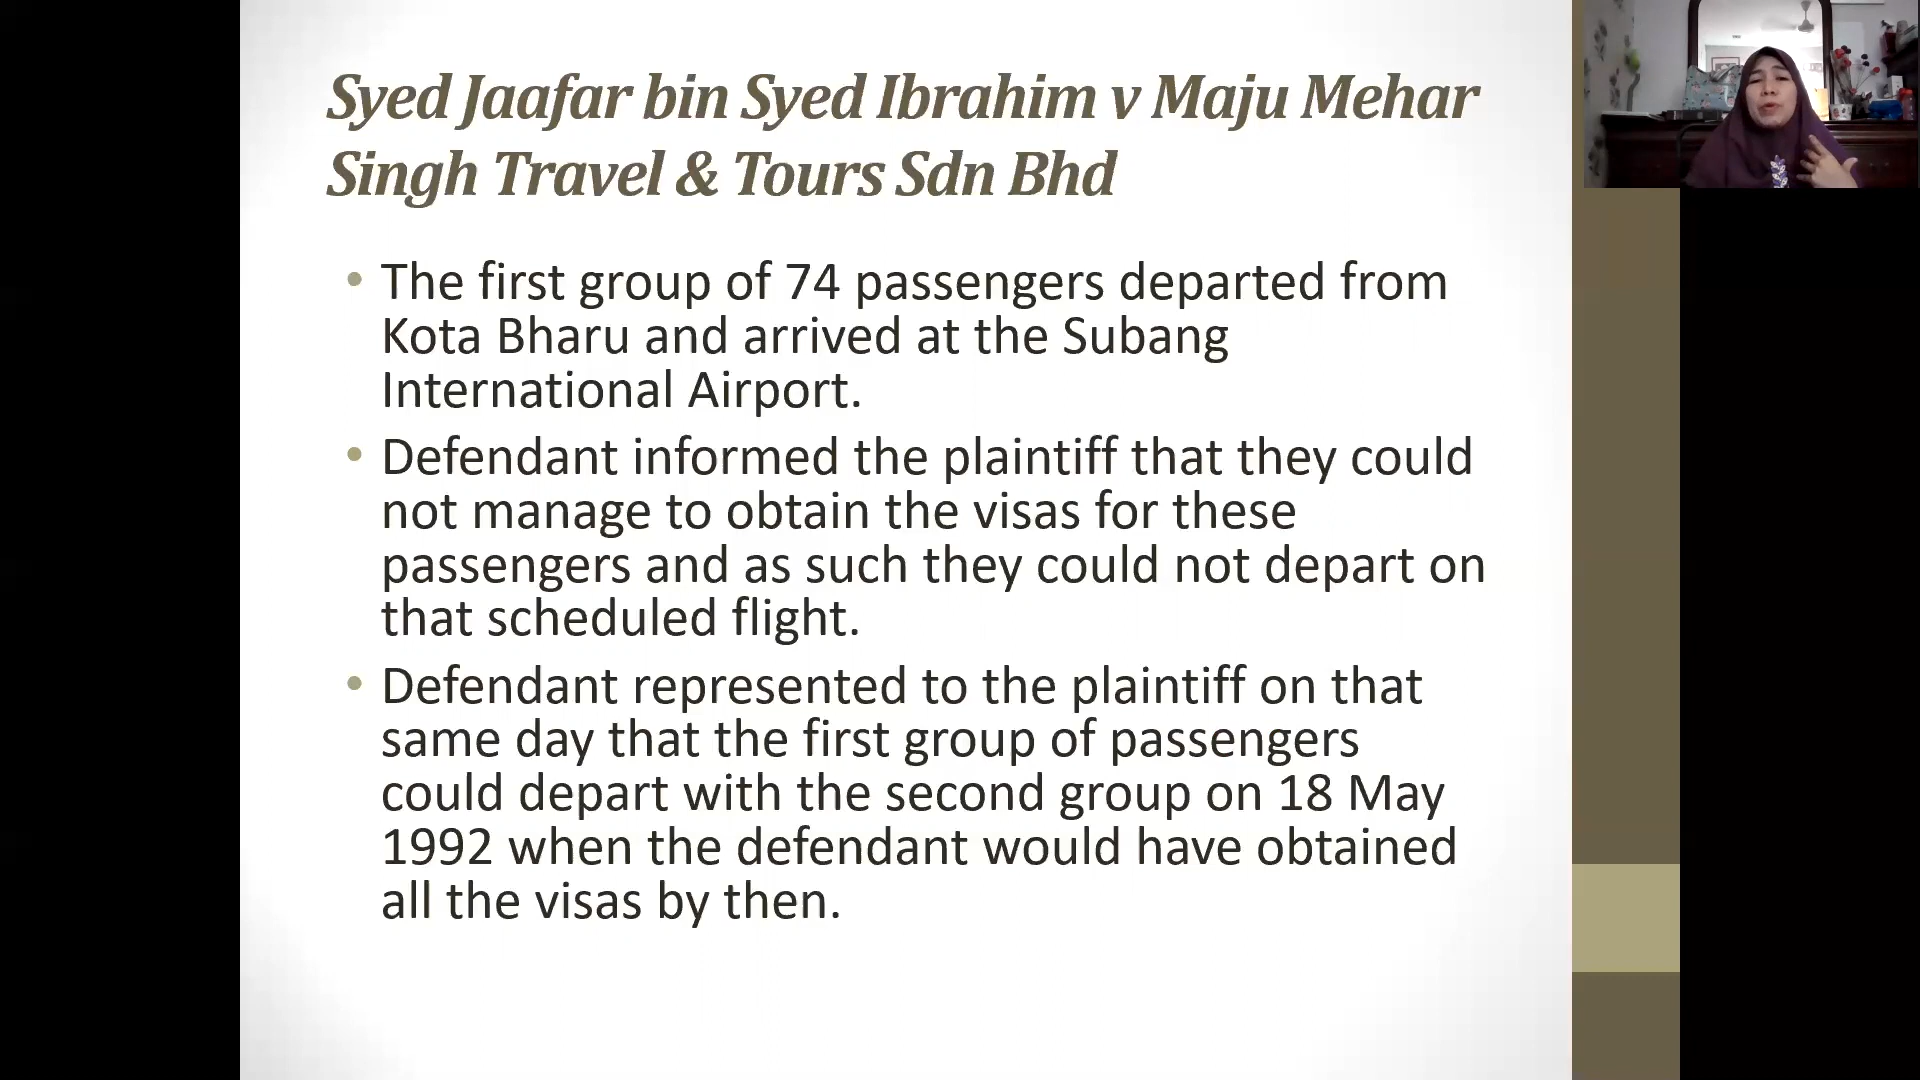 Syed Jaafar bin Syed Ibrahim v Maju Mehar
Singh Travel & Tours Sdn Bhd
• The first group of 74 passengers departed from
Kota Bharu and arrived at the Subang
International Airport.
• Defendant informed the plaintiff that they could
not manage to obtain the visas for these
passengers and as such they could not depart on
that scheduled flight.
• Defendant represented to the plaintiff on that
same day that the first group of passengers
could depart with the second group on 18 May
1992 when the defendant would have obtained
all the visas by then.